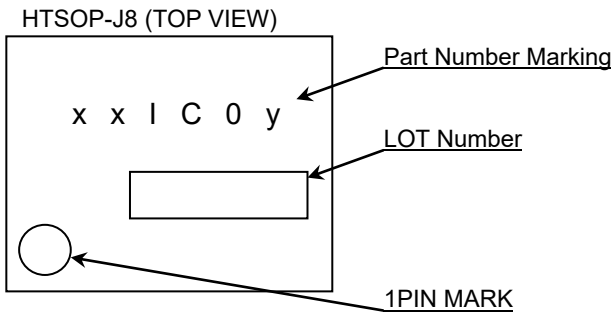 HTSOP-J8 (TOP VIEW)
Part Number Marking
x x I C 0 y
LOT Number
1PIN MARK